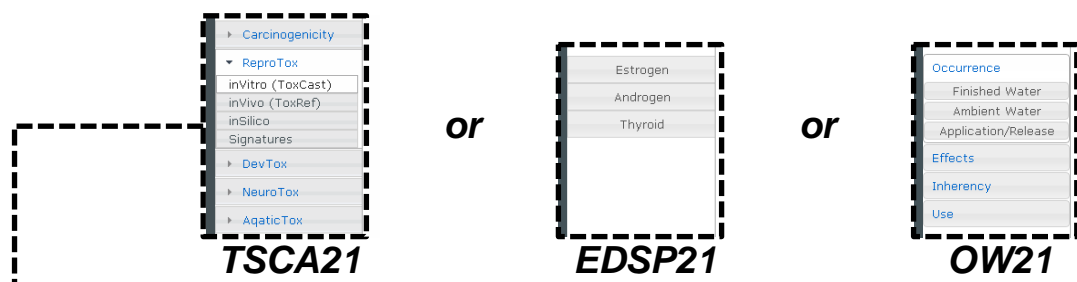 Carcinogenicity
ReproTox
inVitro (ToxCast)
inVivo (ToxRef)
inSilico
Signatures
DevTox
NeuroTox
AqaticTox
TSCA21
or
Estrogen
Androgen
Thyroid
EDSP21
or
Occurrence
Finished Water
Ambient Water
Application/Release
Effects
Inherency
Use
OW21